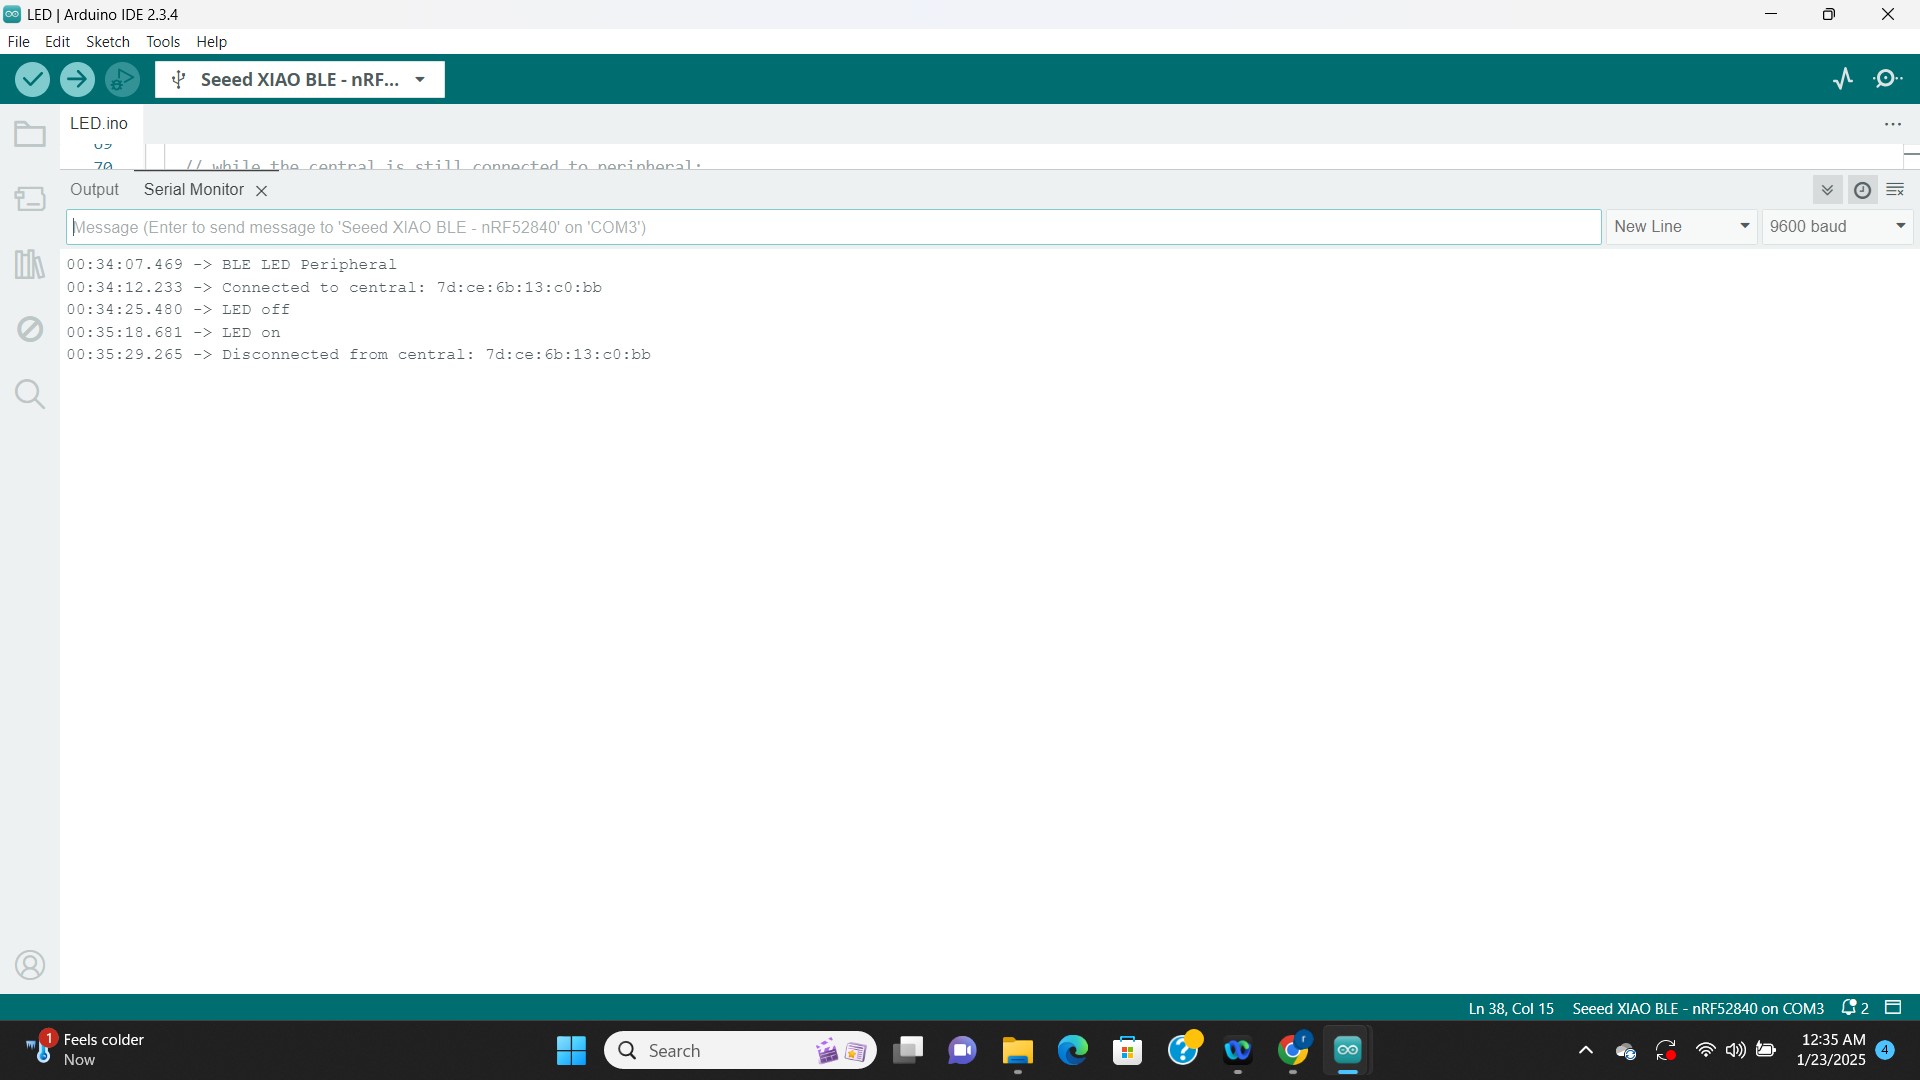 LED | Arduino IDE 2.3.4
File Edit Sketch Tools Help
Seeed XIAO BLE - nRF...
LED.ino
69
70 // while the central is still connected to peripheral:
Output Serial Monitor
Message (Enter to send message to 'Seeed XIAO BLE - nRF52840' on 'COM3')
New Line
9600 baud
00:34:07.469 -> BLE LED Peripheral
00:34:12.233 -> Connected to central: 7d:ce:6b:13:c0:bb
00:34:25.480 -> LED off
00:35:18.681 -> LED on
00:35:29.265 -> Disconnected from central: 7d:ce:6b:13:c0:bb
Ln 38, Col 15 Seeed XIAO BLE - nRF52840 on COM3 2
1
Feels colder
Now
Search
r
12:35 AM
1/23/2025
4